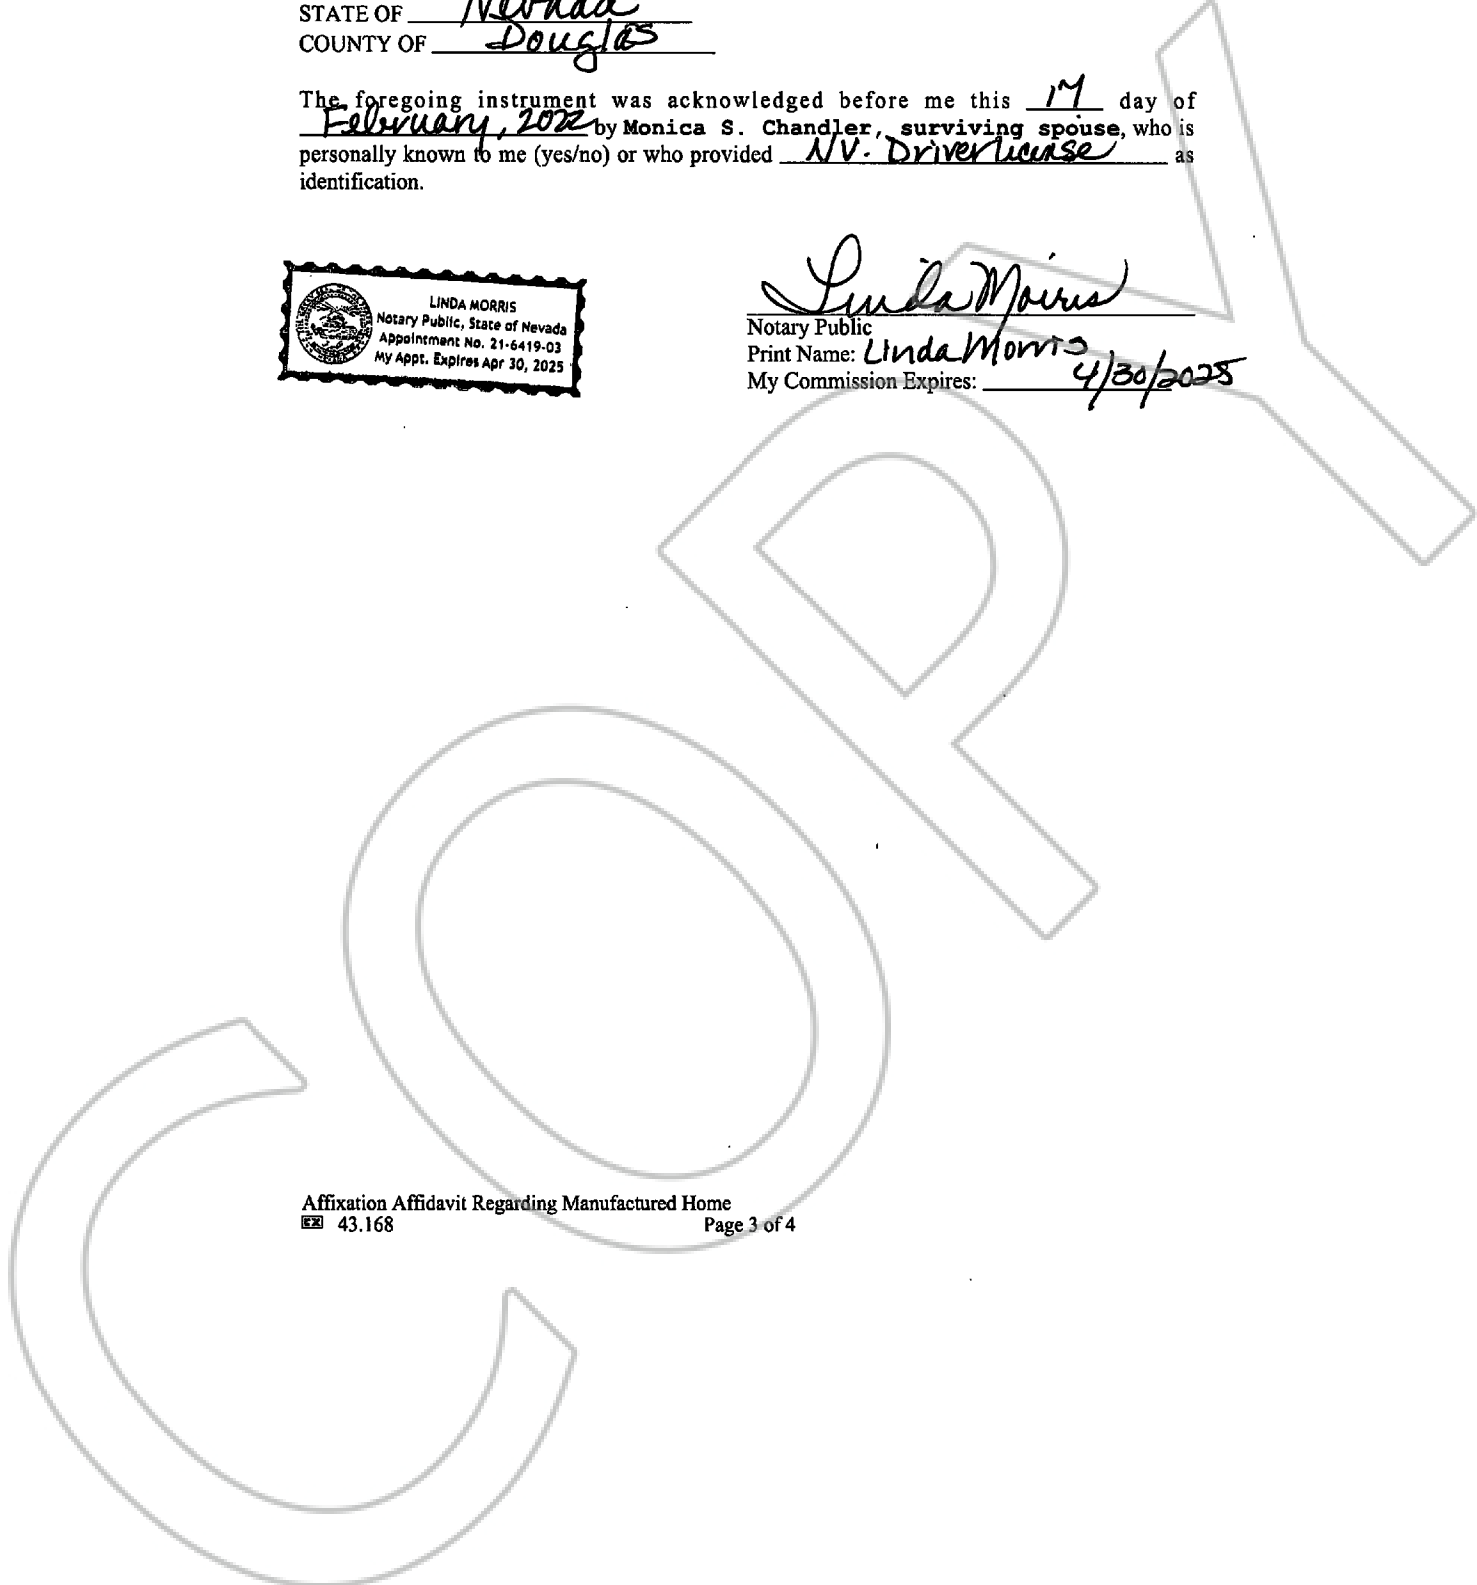 STATE OF Nevada
COUNTY OF Douglas
The foregoing instrument was acknowledged before me this 17 day of
February, 2022 by Monica S. Chandler, surviving spouse, who is
personally known to me (yes/no) or who provided NV. Driver license as
identification.
LINDA MORRIS
Notary Public, State of Nevada
Appointment No. 21-6419-03
My Appt. Expires Apr 30, 2025
Linda Morris
Notary Public
Print Name: Linda Morris
My Commission Expires: 4/30/2025
COPY
Affixation Affidavit Regarding Manufactured Home
43.168 Page 3 of 4